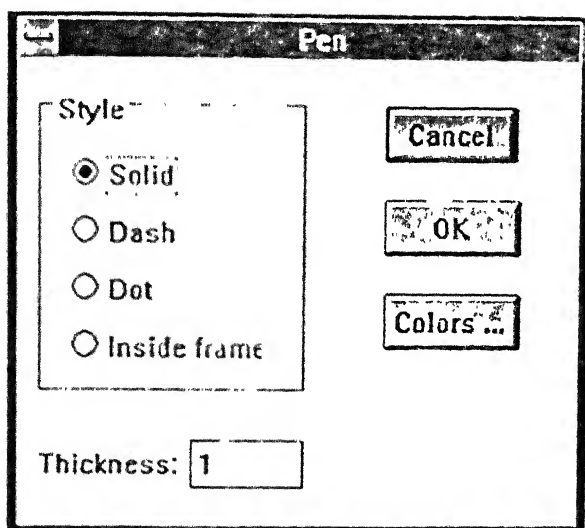 Pen
Style
Solid
Dash
Dot
Inside frame
Thickness: 1
Cancel
OK
Colors ...